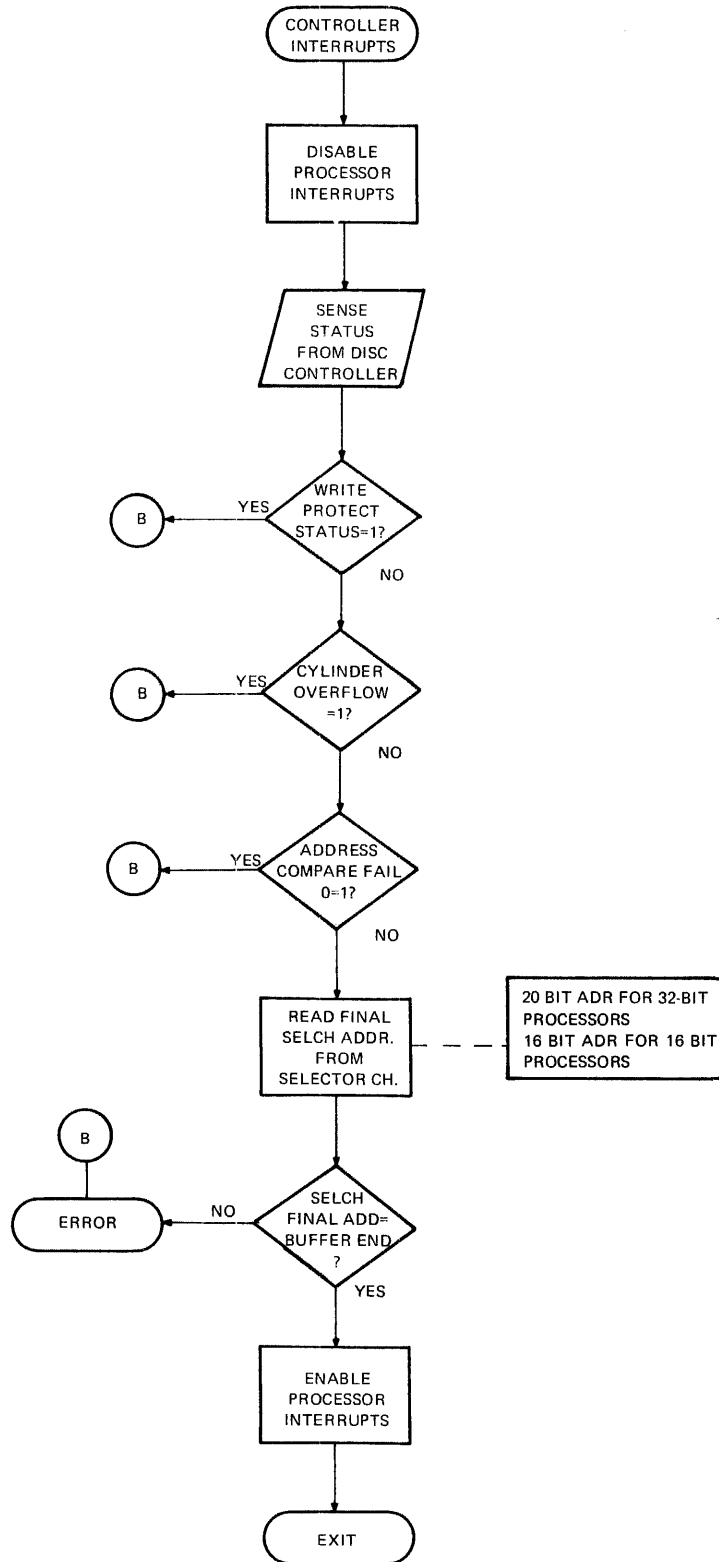 CONTROLLER
INTERRUPTS
DISABLE
PROCESSOR
INTERRUPTS
SENSE
STATUS
FROM DISC
CONTROLLER
WRITE
PROTECT
STATUS=1?
YES
B
NO
CYLINDER
OVERFLOW
=1?
YES
B
NO
ADDRESS
COMPARE FAIL
0=1?
YES
B
NO
READ FINAL
SELCH ADDR.
FROM
SELECTOR CH.
20 BIT ADR FOR 32-BIT
PROCESSORS
16 BIT ADR FOR 16 BIT
PROCESSORS
B
ERROR
NO
SELCH
FINAL ADD=
BUFFER END
?
YES
ENABLE
PROCESSOR
INTERRUPTS
EXIT